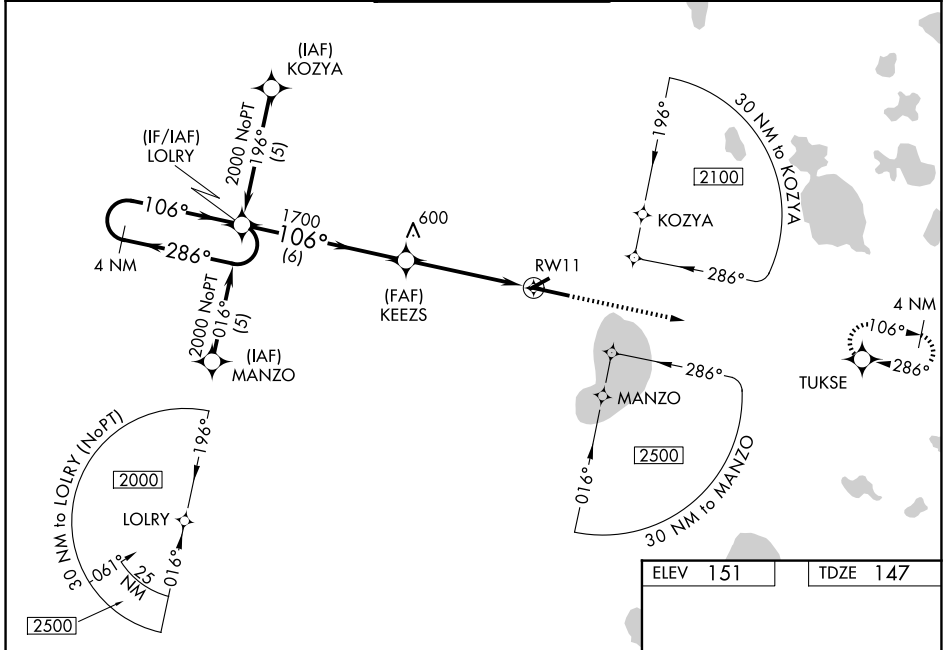 (IAF)
KOZYA
(IF/IAF)
LOLRY
2000 NoPT
196°
(5)
106°
286°
4 NM
1700
106°
(6)
600
(FAF)
KEEZS
RW11
2000 NoPT
016°
(5)
(IAF)
MANZO
196°
30 NM to KOZYA
2100
KOZYA
286°
4 NM
106°
286°
TUKSE
286°
MANZO
2500
016°
30 NM to MANZO
30 NM to LOLRY (NoPT)
196°
2000
LOLRY
016°
061°
25
NM
2500
ELEV 151
TDZE 147